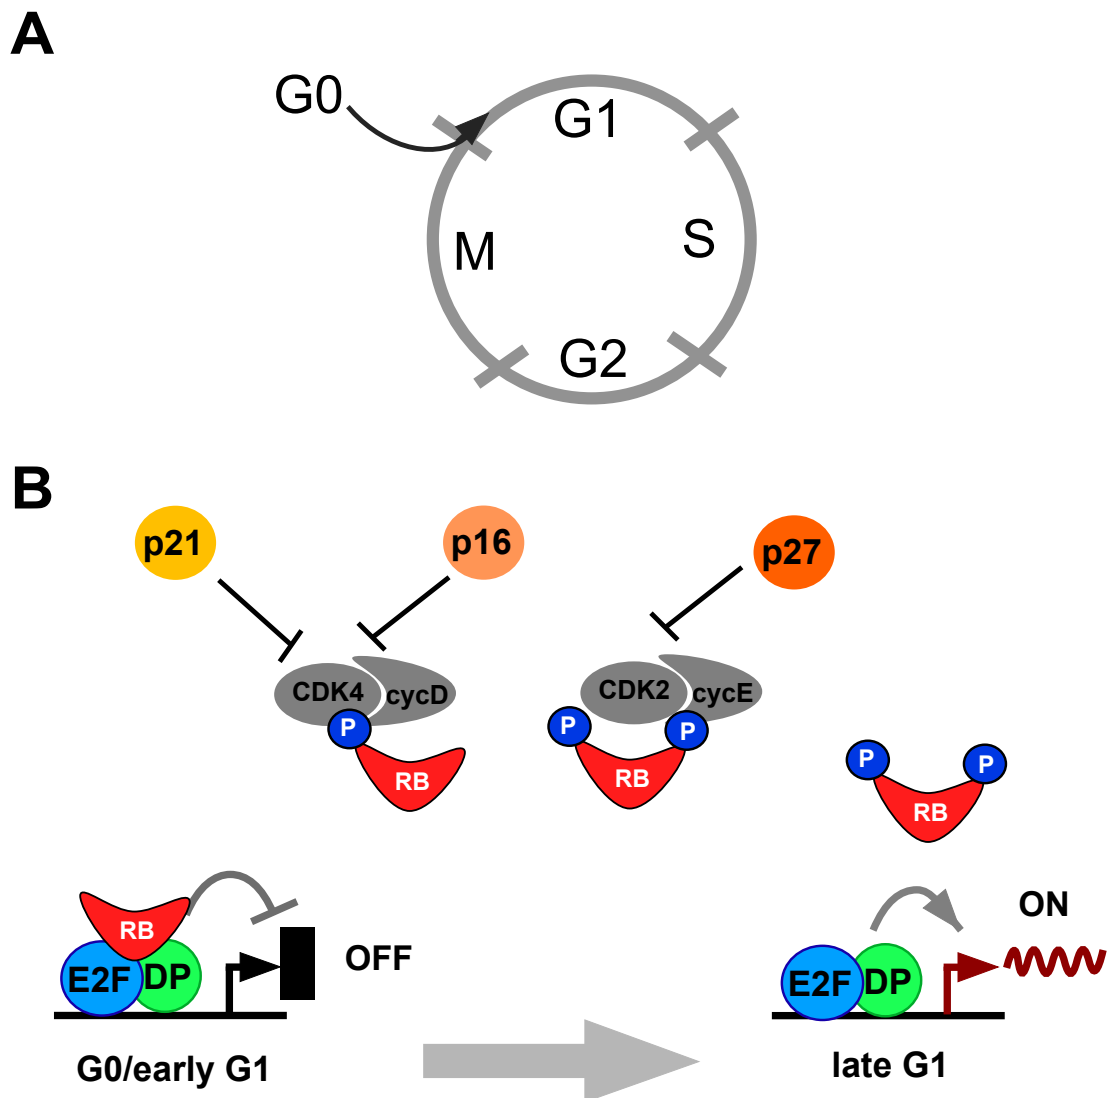 A
G0
G1
M
S
G2
B
p21
p16
p27
CDK4
cycD
CDK2
cycE
P
RB
P
P
RB
P
P
RB
RB
E2F
DP
OFF
ON
E2F
DP
G0/early G1
late G1